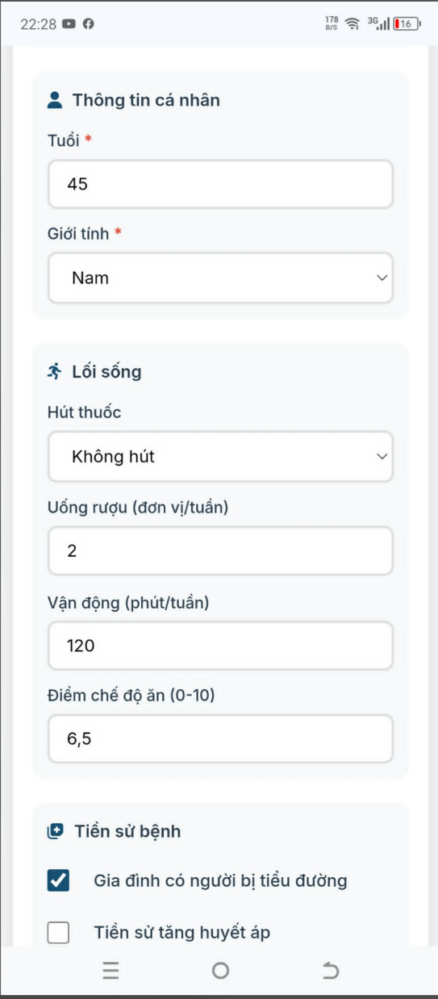 22:28
178
B/S
3G
16
Thông tin cá nhân
Tuổi *
45
Giới tính *
Nam
Lối sống
Hút thuốc
Không hút
Uống rượu (đơn vị/tuần)
2
Vận động (phút/tuần)
120
Điểm chế độ ăn (0-10)
6,5
Tiền sử bệnh
Gia đình có người bị tiểu đường
Tiền sử tăng huyết áp